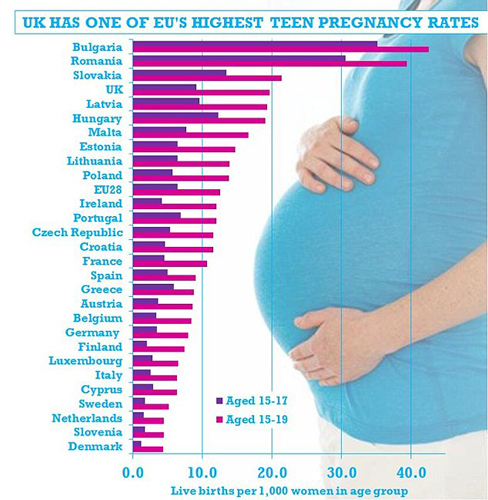 UK HAS ONE OF EU'S HIGHEST TEEN PREGNANCY RATES
Bulgaria
Romania
Slovakia
UK
Latvia
Hungary
Malta
Estonia
Lithuania
Poland
EU28
Ireland
Portugal
Czech Republic
Croatia
France
Spain
Greece
Austria
Belgium
Germany
Finland
Luxembourg
Italy
Cyprus
Sweden
Netherlands
Slovenia
Denmark
Aged 15-17
Aged 15-19
0.0 10.0 20.0 30.0 40.0
Live births per 1,000 women in age group